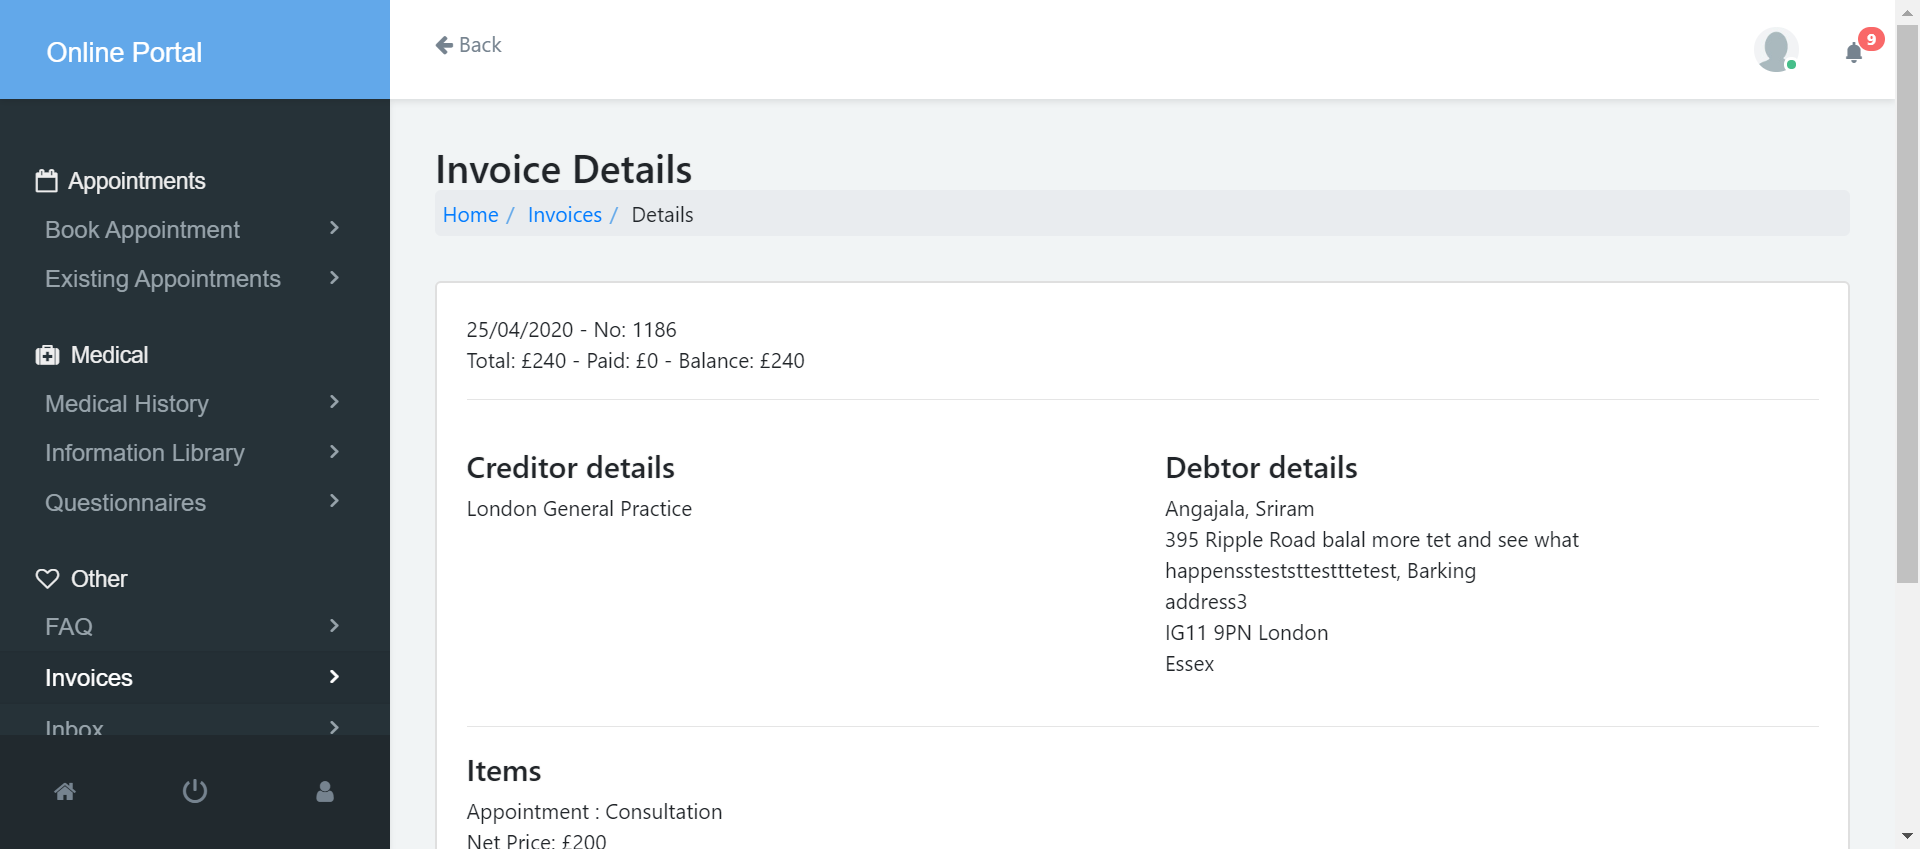 Online Portal
Back
9
Appointments
Book Appointment
Existing Appointments
Medical
Medical History
Information Library
Questionnaires
Other
FAQ
Invoices
Inbox
Invoice Details
Home / Invoices / Details
25/04/2020 - No: 1186
Total: £240 - Paid: £0 - Balance: £240
Creditor details
London General Practice
Debtor details
Angajala, Sriram
395 Ripple Road balal more tet and see what
happenssteststtestttetest, Barking
address3
IG11 9PN London
Essex
Items
Appointment : Consultation
Net Price: £200